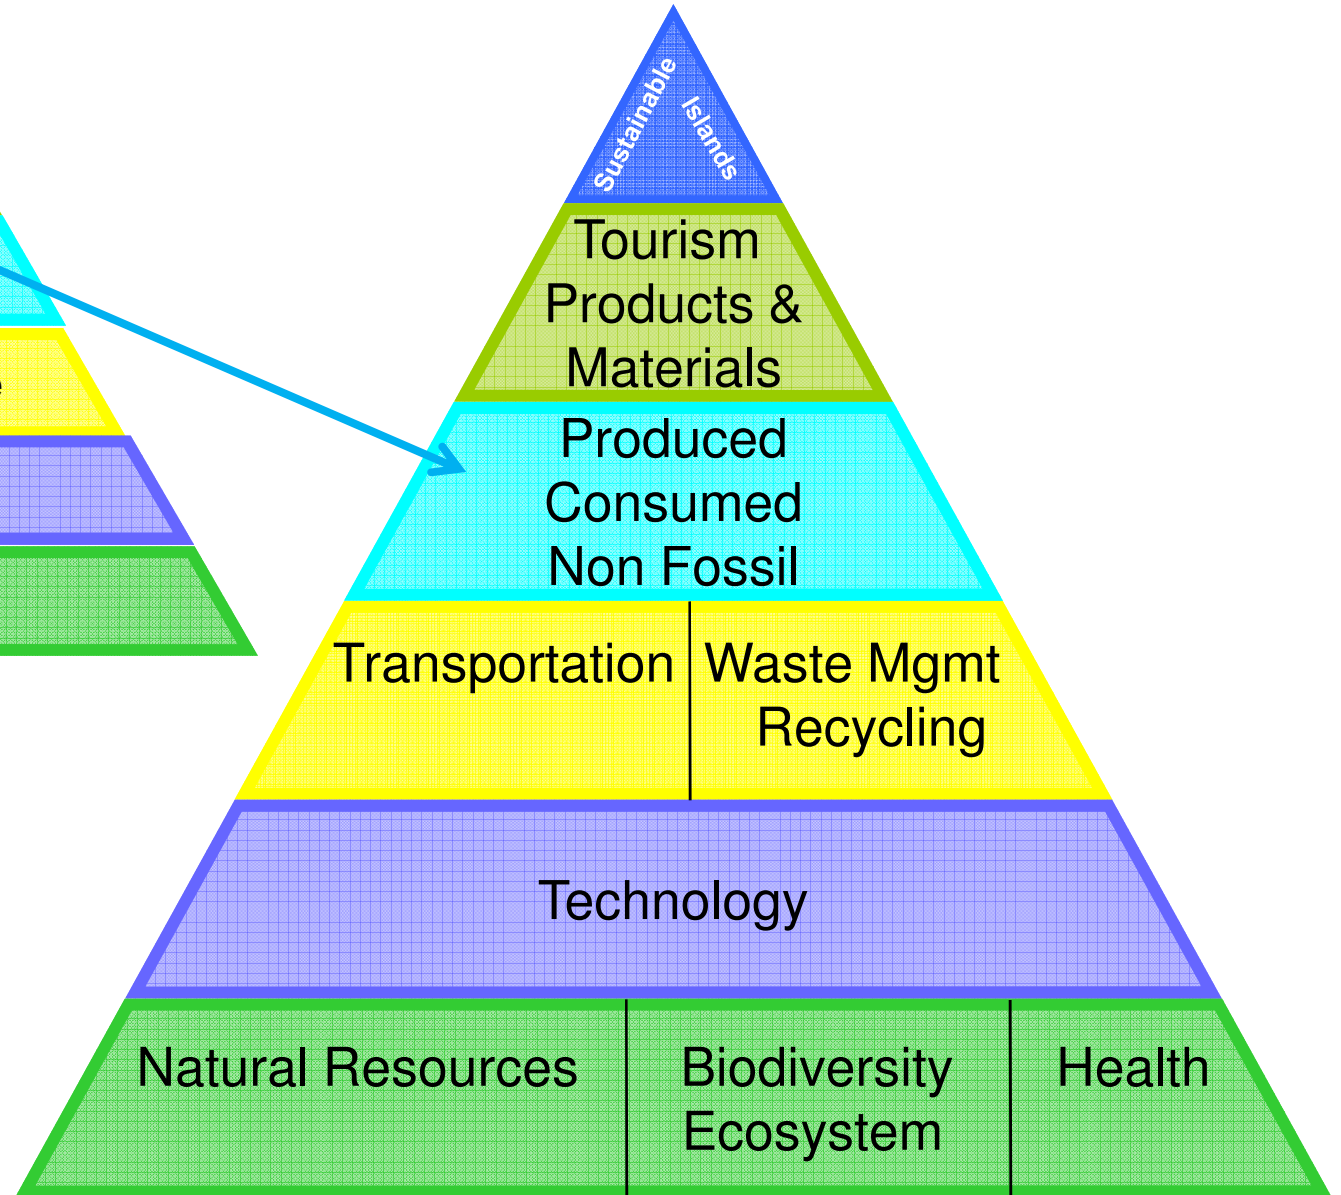 Sustainable
Islands
Tourism
Products &
Materials
Produced
Consumed
Non Fossil
Transportation
Waste Mgmt
Recycling
Technology
Natural Resources
Biodiversity
Ecosystem
Health